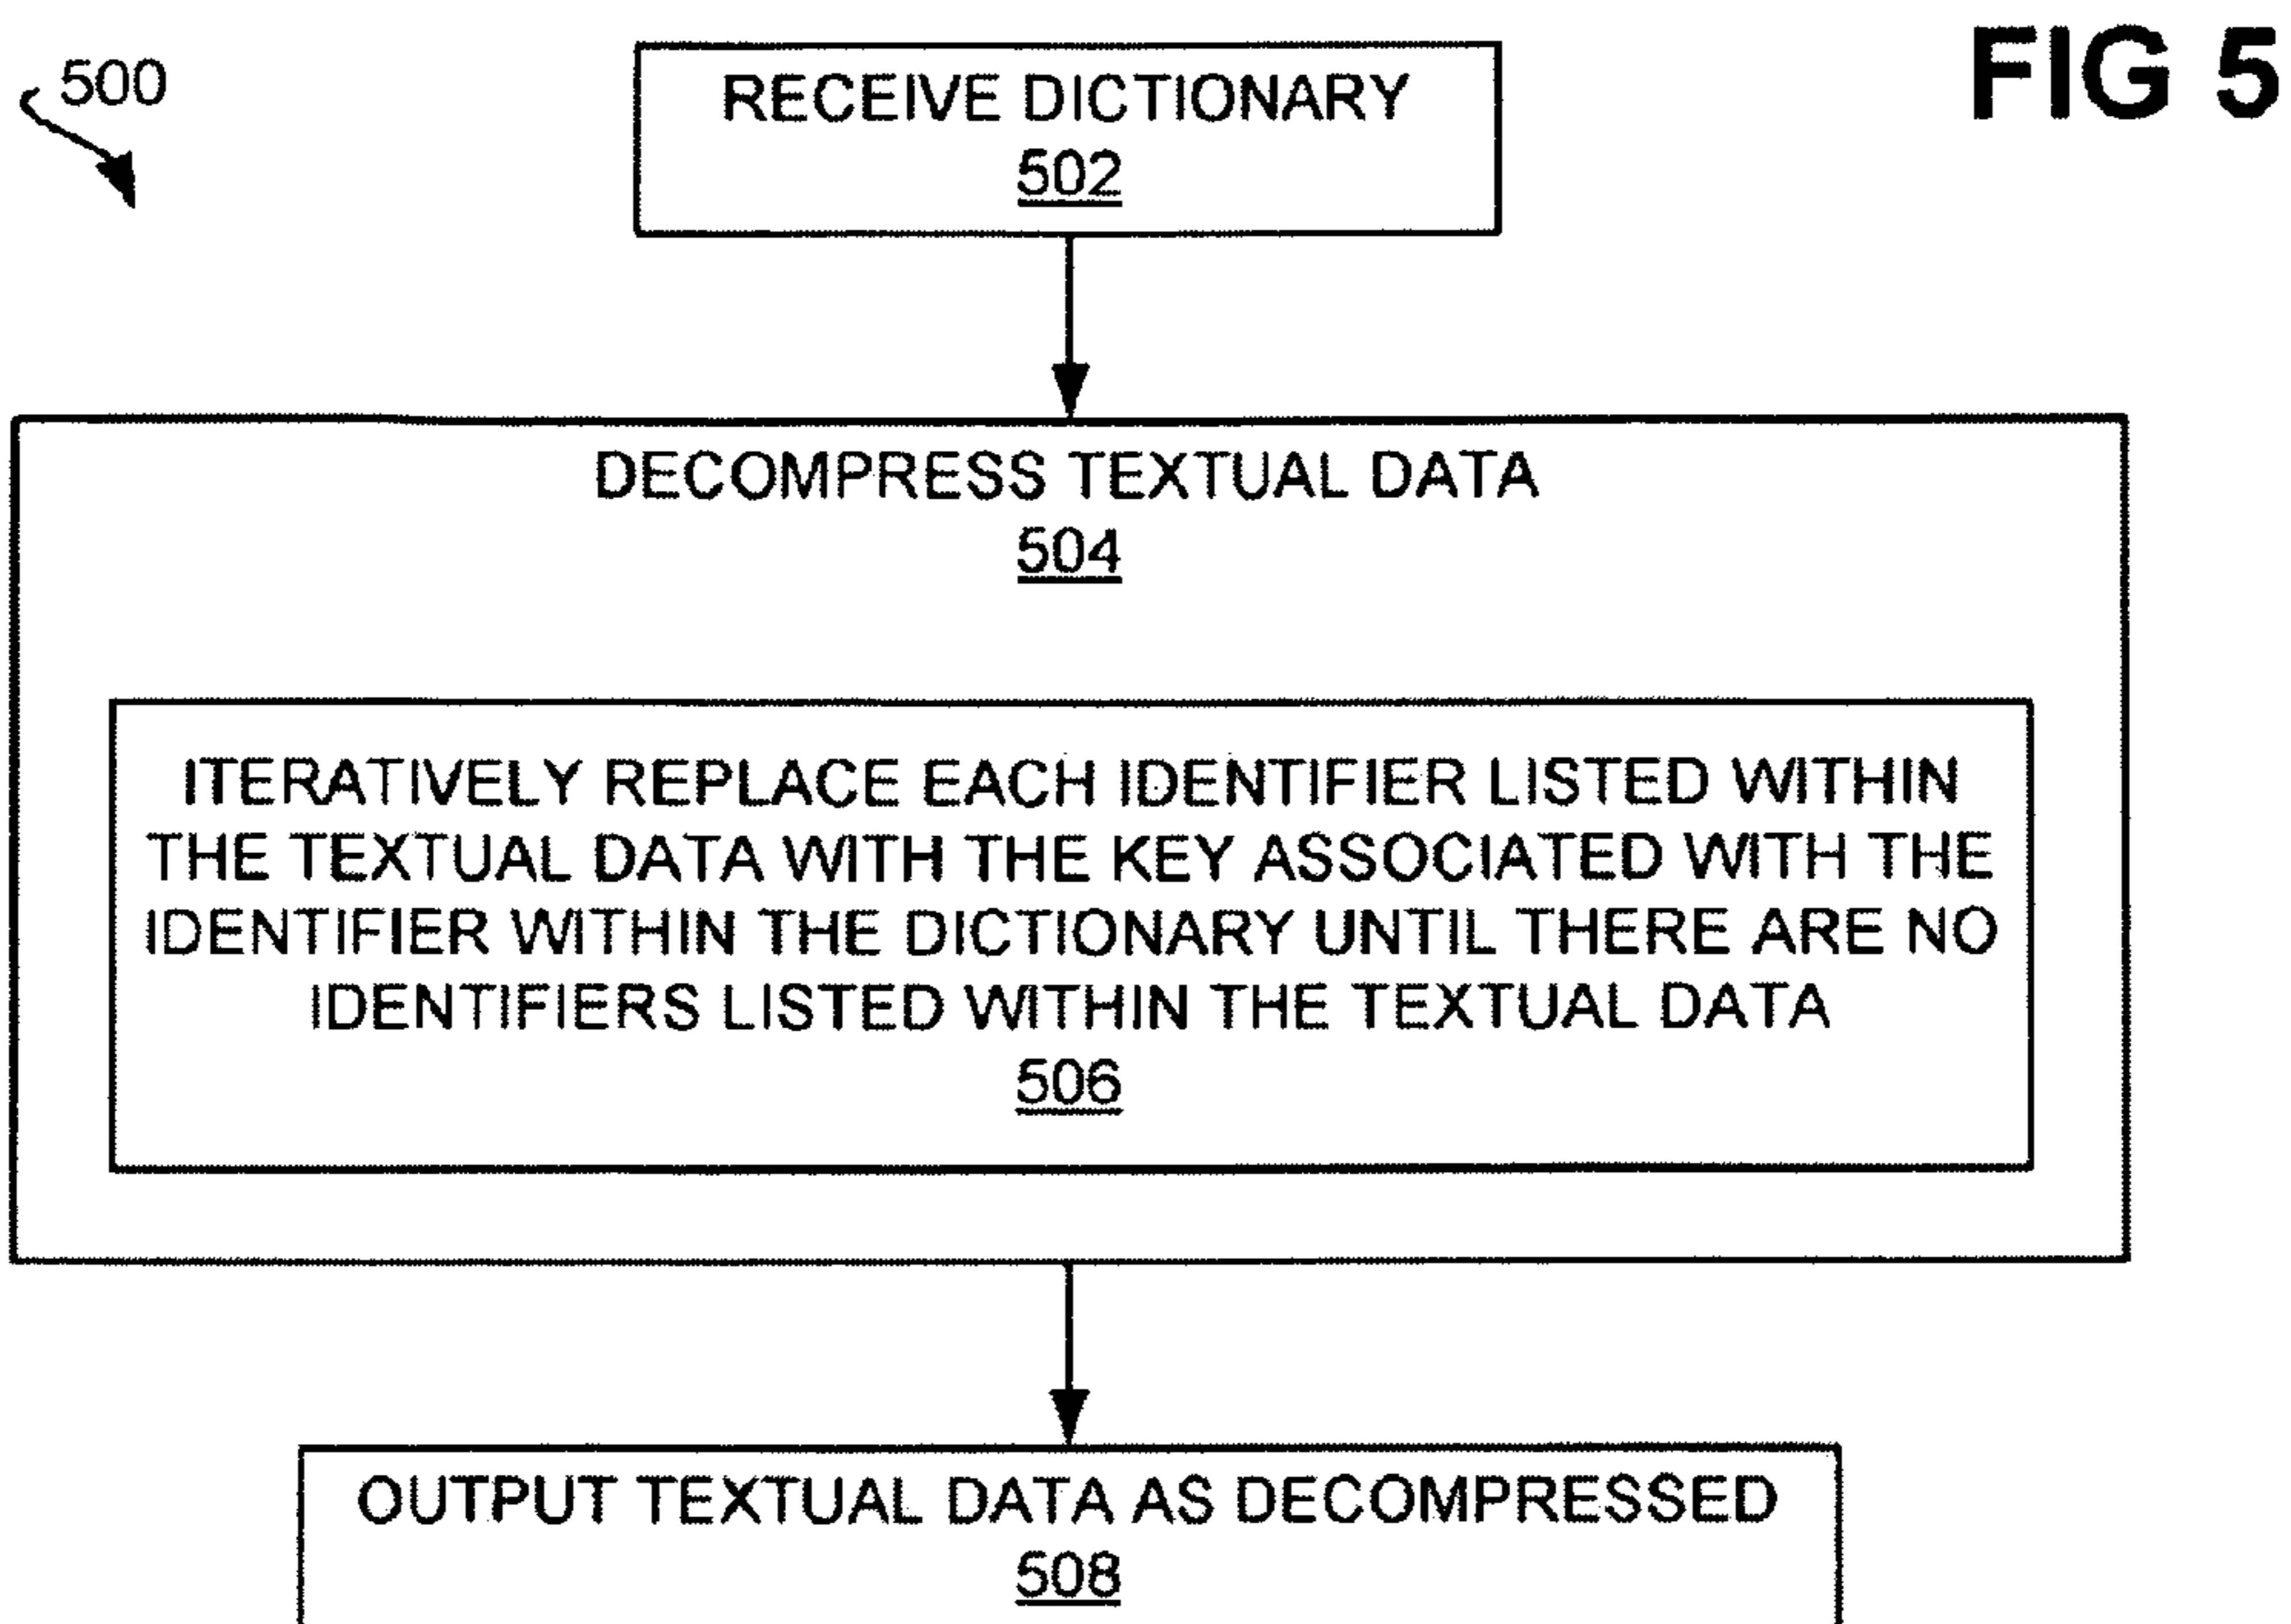 FIG 5
500
RECEIVE DICTIONARY
502
DECOMPRESS TEXTUAL DATA
504
ITERATIVELY REPLACE EACH IDENTIFIER LISTED WITHIN
THE TEXTUAL DATA WITH THE KEY ASSOCIATED WITH THE
IDENTIFIER WITHIN THE DICTIONARY UNTIL THERE ARE NO
IDENTIFIERS LISTED WITHIN THE TEXTUAL DATA
506
OUTPUT TEXTUAL DATA AS DECOMPRESSED
508